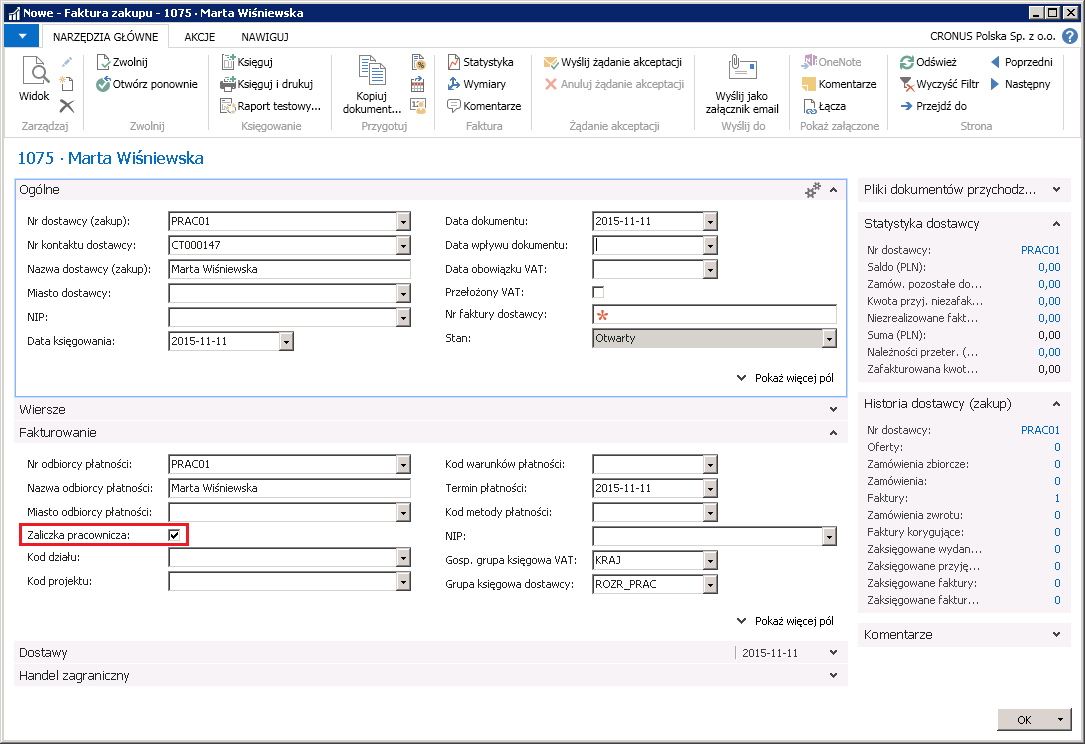 Nowe - Faktura zakupu - 1075 · Marta Wiśniewska
NARZĘDZIA GŁÓWNE
AKCJE
NAWIGUJ
CRONUS Polska Sp. z o.o.
Widok
Zarządzaj
Zwolnij
Otwórz ponownie
Zwolnij
Księguj
Księguj i drukuj
Raport testowy...
Księgowanie
Kopiuj
dokument...
Przygotuj
Statystyka
Wymiary
Komentarze
Faktura
Wyślij żądanie akceptacji
Anuluj żądanie akceptacji
Żądanie akceptacji
Wyślij jako
załącznik email
Wyślij do
OneNote
Komentarze
Łącza
Pokaż załączone
Odśwież
Wyczyść Filtr
Przejdź do
Poprzedni
Następny
Strona
1075 · Marta Wiśniewska
Ogólne
Nr dostawcy (zakup): PRAC01
Nr kontaktu dostawcy: CT000147
Nazwa dostawcy (zakup): Marta Wiśniewska
Miasto dostawcy:
NIP:
Data księgowania: 2015-11-11
Data dokumentu: 2015-11-11
Data wpływu dokumentu:
Data obowiązku VAT:
Przełożony VAT:
Nr faktury dostawcy: *
Stan: Otwarty
Pokaż więcej pól
Wiersze
Fakturowanie
Nr odbiorcy płatności: PRAC01
Nazwa odbiorcy płatności: Marta Wiśniewska
Miasto odbiorcy płatności:
Zaliczka pracownicza:
Kod działu:
Kod projektu:
Kod warunków płatności:
Termin płatności: 2015-11-11
Kod metody płatności:
NIP:
Gosp. grupa księgowa VAT: KRAJ
Grupa księgowa dostawcy: ROZR_PRAC
Pokaż więcej pól
Dostawy 2015-11-11
Handel zagraniczny
Pliki dokumentów przychodz...
Statystyka dostawcy
Nr dostawcy: PRAC01
Saldo (PLN): 0,00
Zamów. pozostałe do... 0,00
Kwota przyj. niezafak... 0,00
Niezrealizowane fakt... 0,00
Suma (PLN): 0,00
Należności przeter. (... 0,00
Zafakturowana kwot... 0,00
Historia dostawcy (zakup)
Nr dostawcy: PRAC01
Oferty: 0
Zamówienia zbiorcze: 0
Zamówienia: 0
Faktury: 1
Zamówienia zwrotu: 0
Faktury korygujące: 0
Zaksięgowane wydan... 0
Zaksięgowane przyję... 0
Zaksięgowane faktury: 0
Zaksięgowane faktur... 0
Komentarze
OK